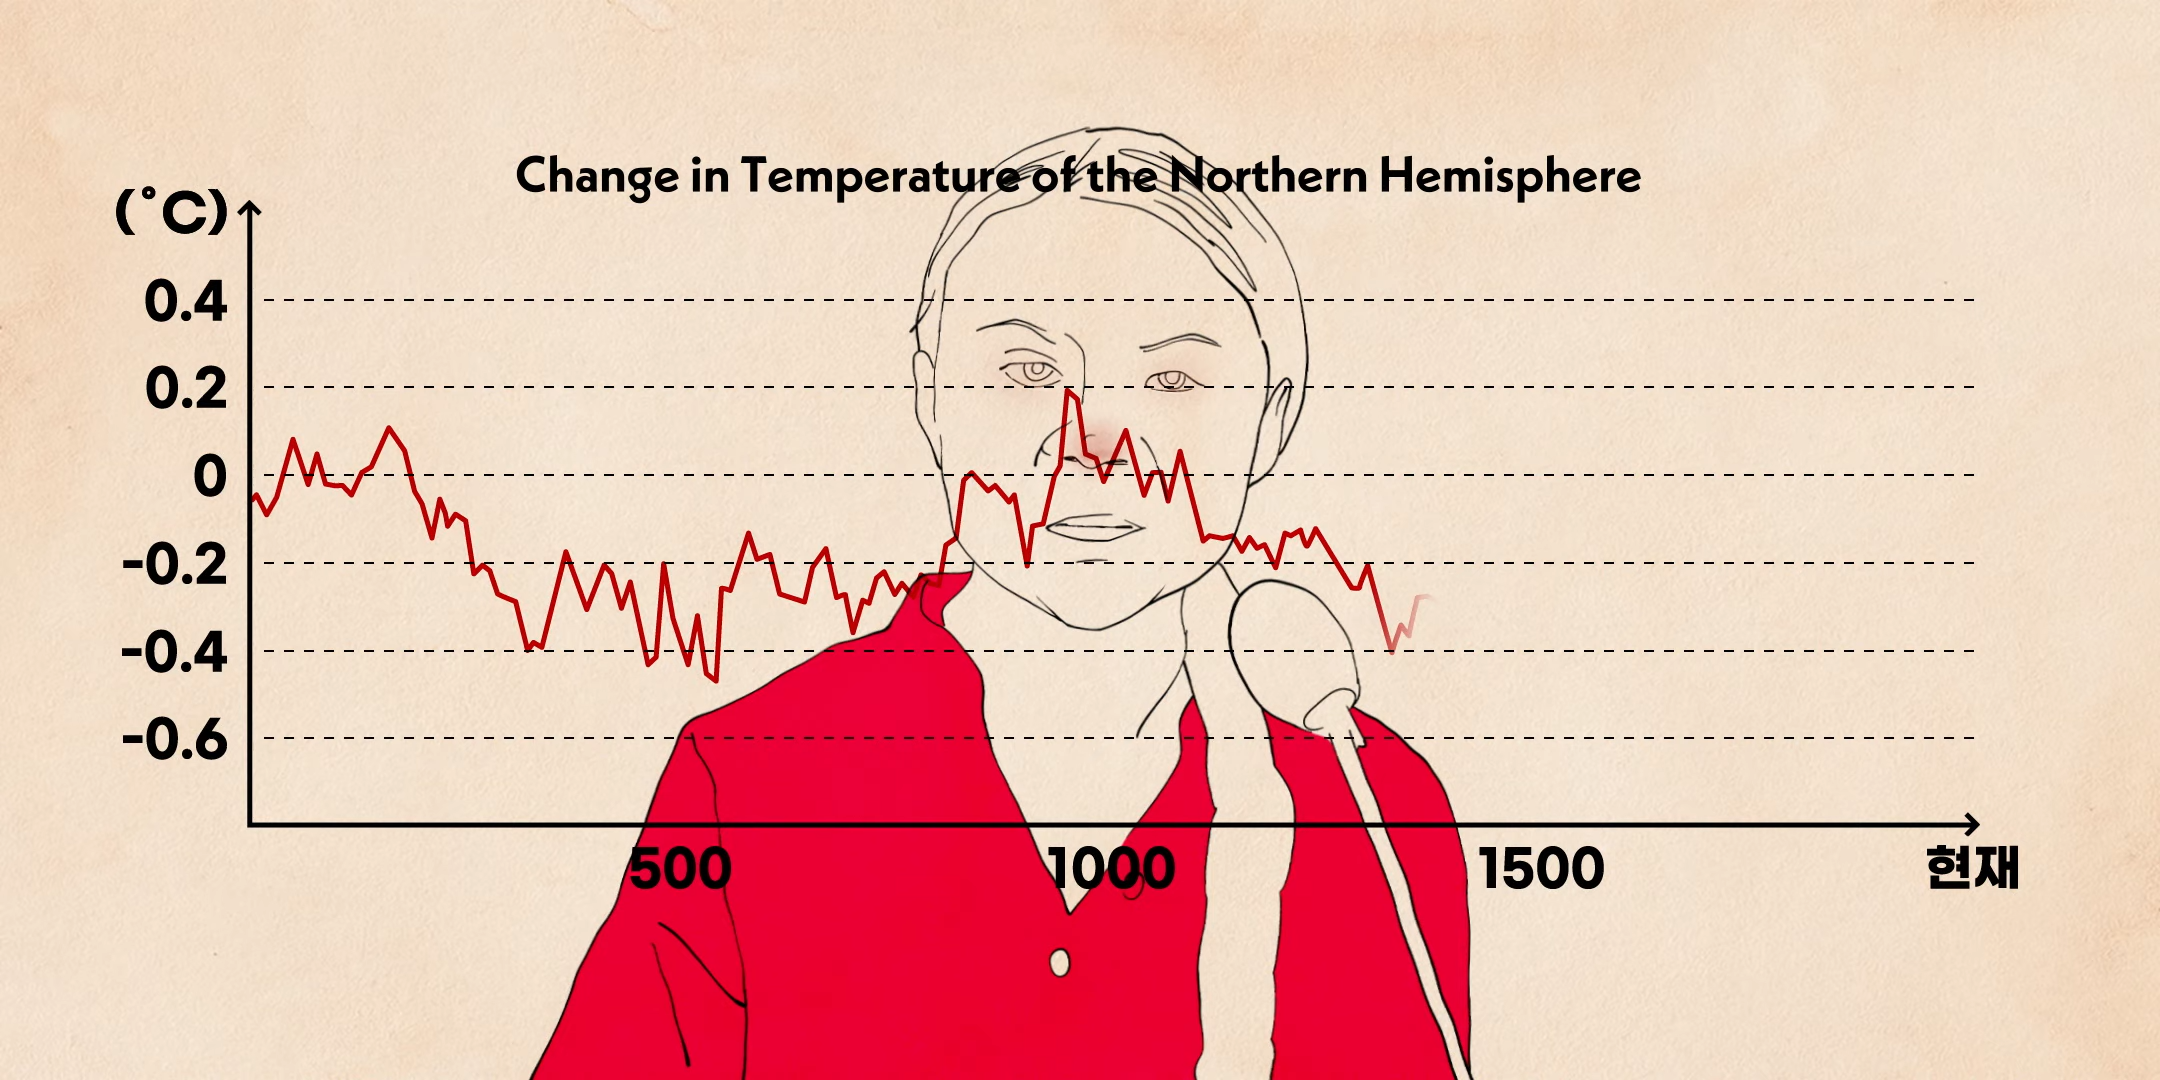 Change in Temperature of the Northern Hemisphere
(°C)
0.4
0.2
0
-0.2
-0.4
-0.6
500 1000 1500 현재